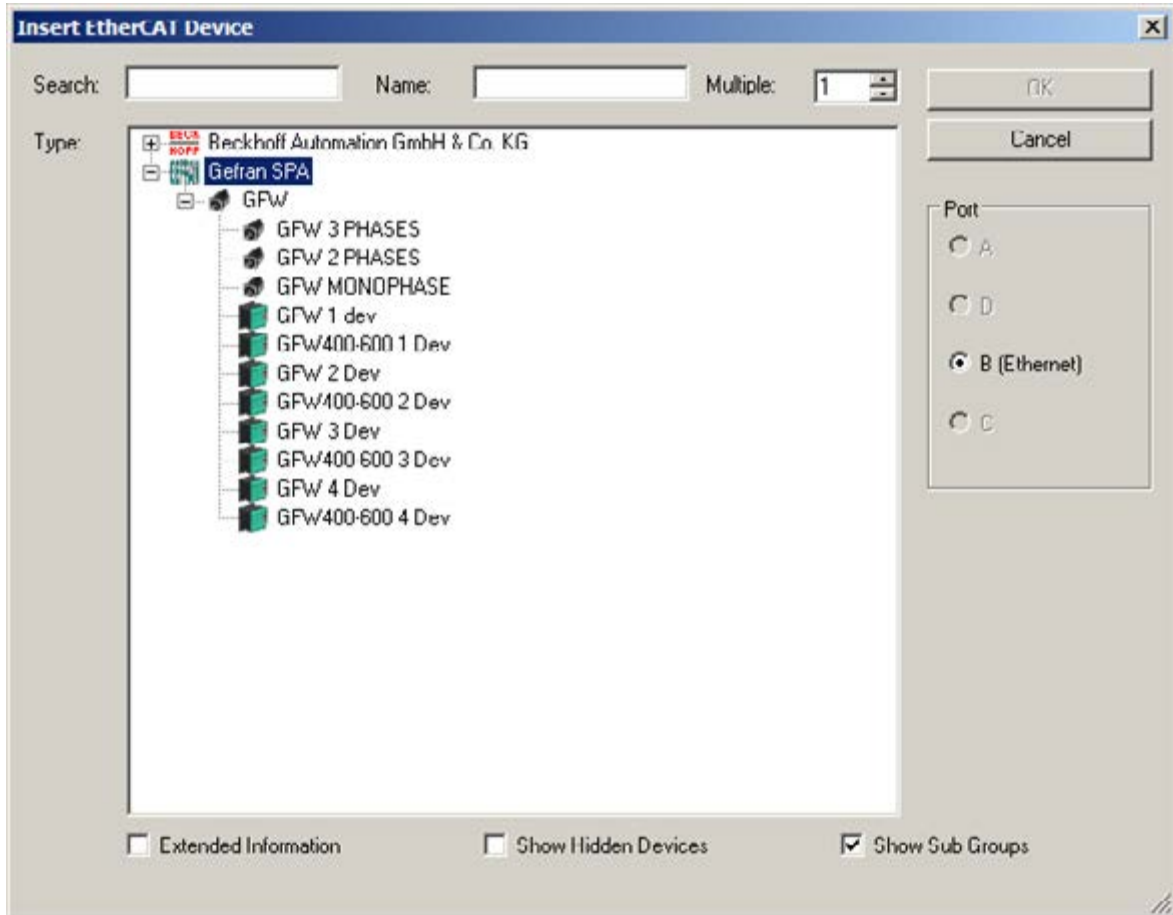 Insert EtherCAT Device
Search: Name: Multiple: 1 OK
Type: Cancel
BECKHOFF Beckhoff Automation GmbH & Co. KG
Gefran SPA
GFW
GFW 3 PHASES
GFW 2 PHASES
GFW MONOPHASE
GFW 1 dev
GFW400-600 1 Dev
GFW 2 Dev
GFW400-600 2 Dev
GFW 3 Dev
GFW400-600 3 Dev
GFW 4 Dev
GFW400-600 4 Dev
Port
A
D
B (Ethernet)
C
Extended Information Show Hidden Devices Show Sub Groups